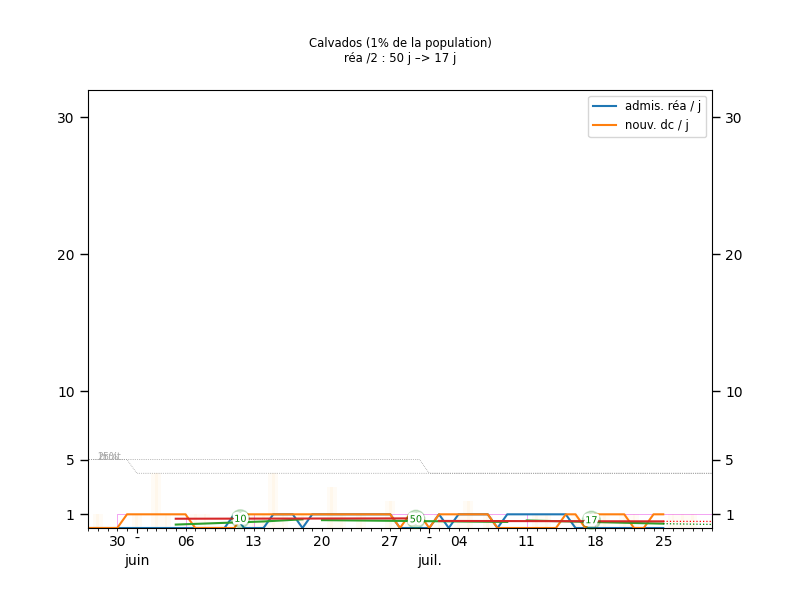 Calvados (1% de la population)
réa /2 : 50 j –> 17 j
admis. réa / j
nouv. dc / j
30 30
20 20
10 10
5 5
1 1
10 50 17
30 - 06 13 20 27 - 04 11 18 25
juin juil.